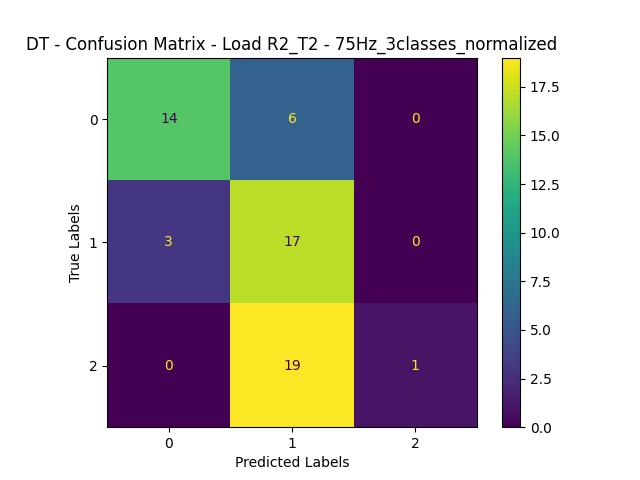 DT - Confusion Matrix - Load R2_T2 - 75Hz_3classes_normalized
True Labels
0
1
2
14 6 0
3 17 0
0 19 1
0 1 2
Predicted Labels
17.5
15.0
12.5
10.0
7.5
5.0
2.5
0.0